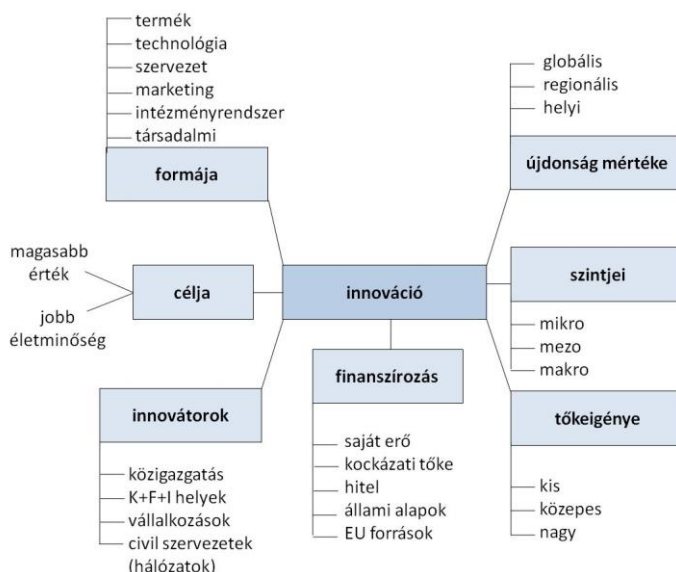 termék
technológia
szervezet
marketing
intézményrendszer
társadalmi
formája
globális
regionális
helyi
újdonság mértéke
magasabb
érték
jobb
életminőség
célja
innováció
szintjei
mikro
mezo
makro
finanszírozás
saját erő
kockázati tőke
hitel
állami alapok
EU források
innovátorok
közigazgatás
K+F+I helyek
vállalkozások
civil szervezetek
(hálózatok)
tőkeigénye
kis
közepes
nagy